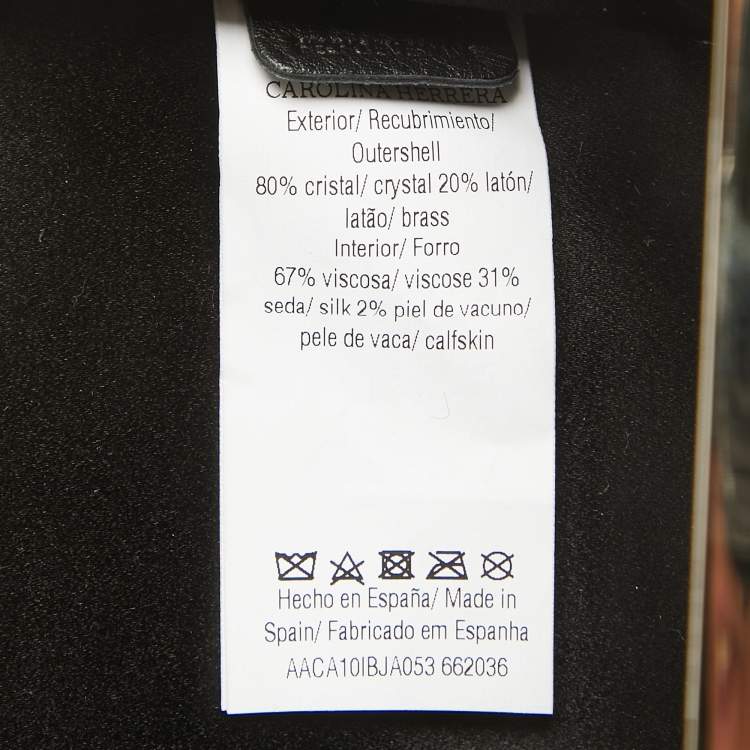 CAROLINA HERRERA
Exterior/ Recubrimiento/
Outershell
80% cristal/ crystal 20% latón/
latão/ brass
Interior/ Forro
67% viscosa/ viscose 31%
seda/ silk 2% piel de vacuno/
pele de vaca/ calfskin
Hecho en España/ Made in
Spain/ Fabricado em Espanha
AACA10IBJA053 662036